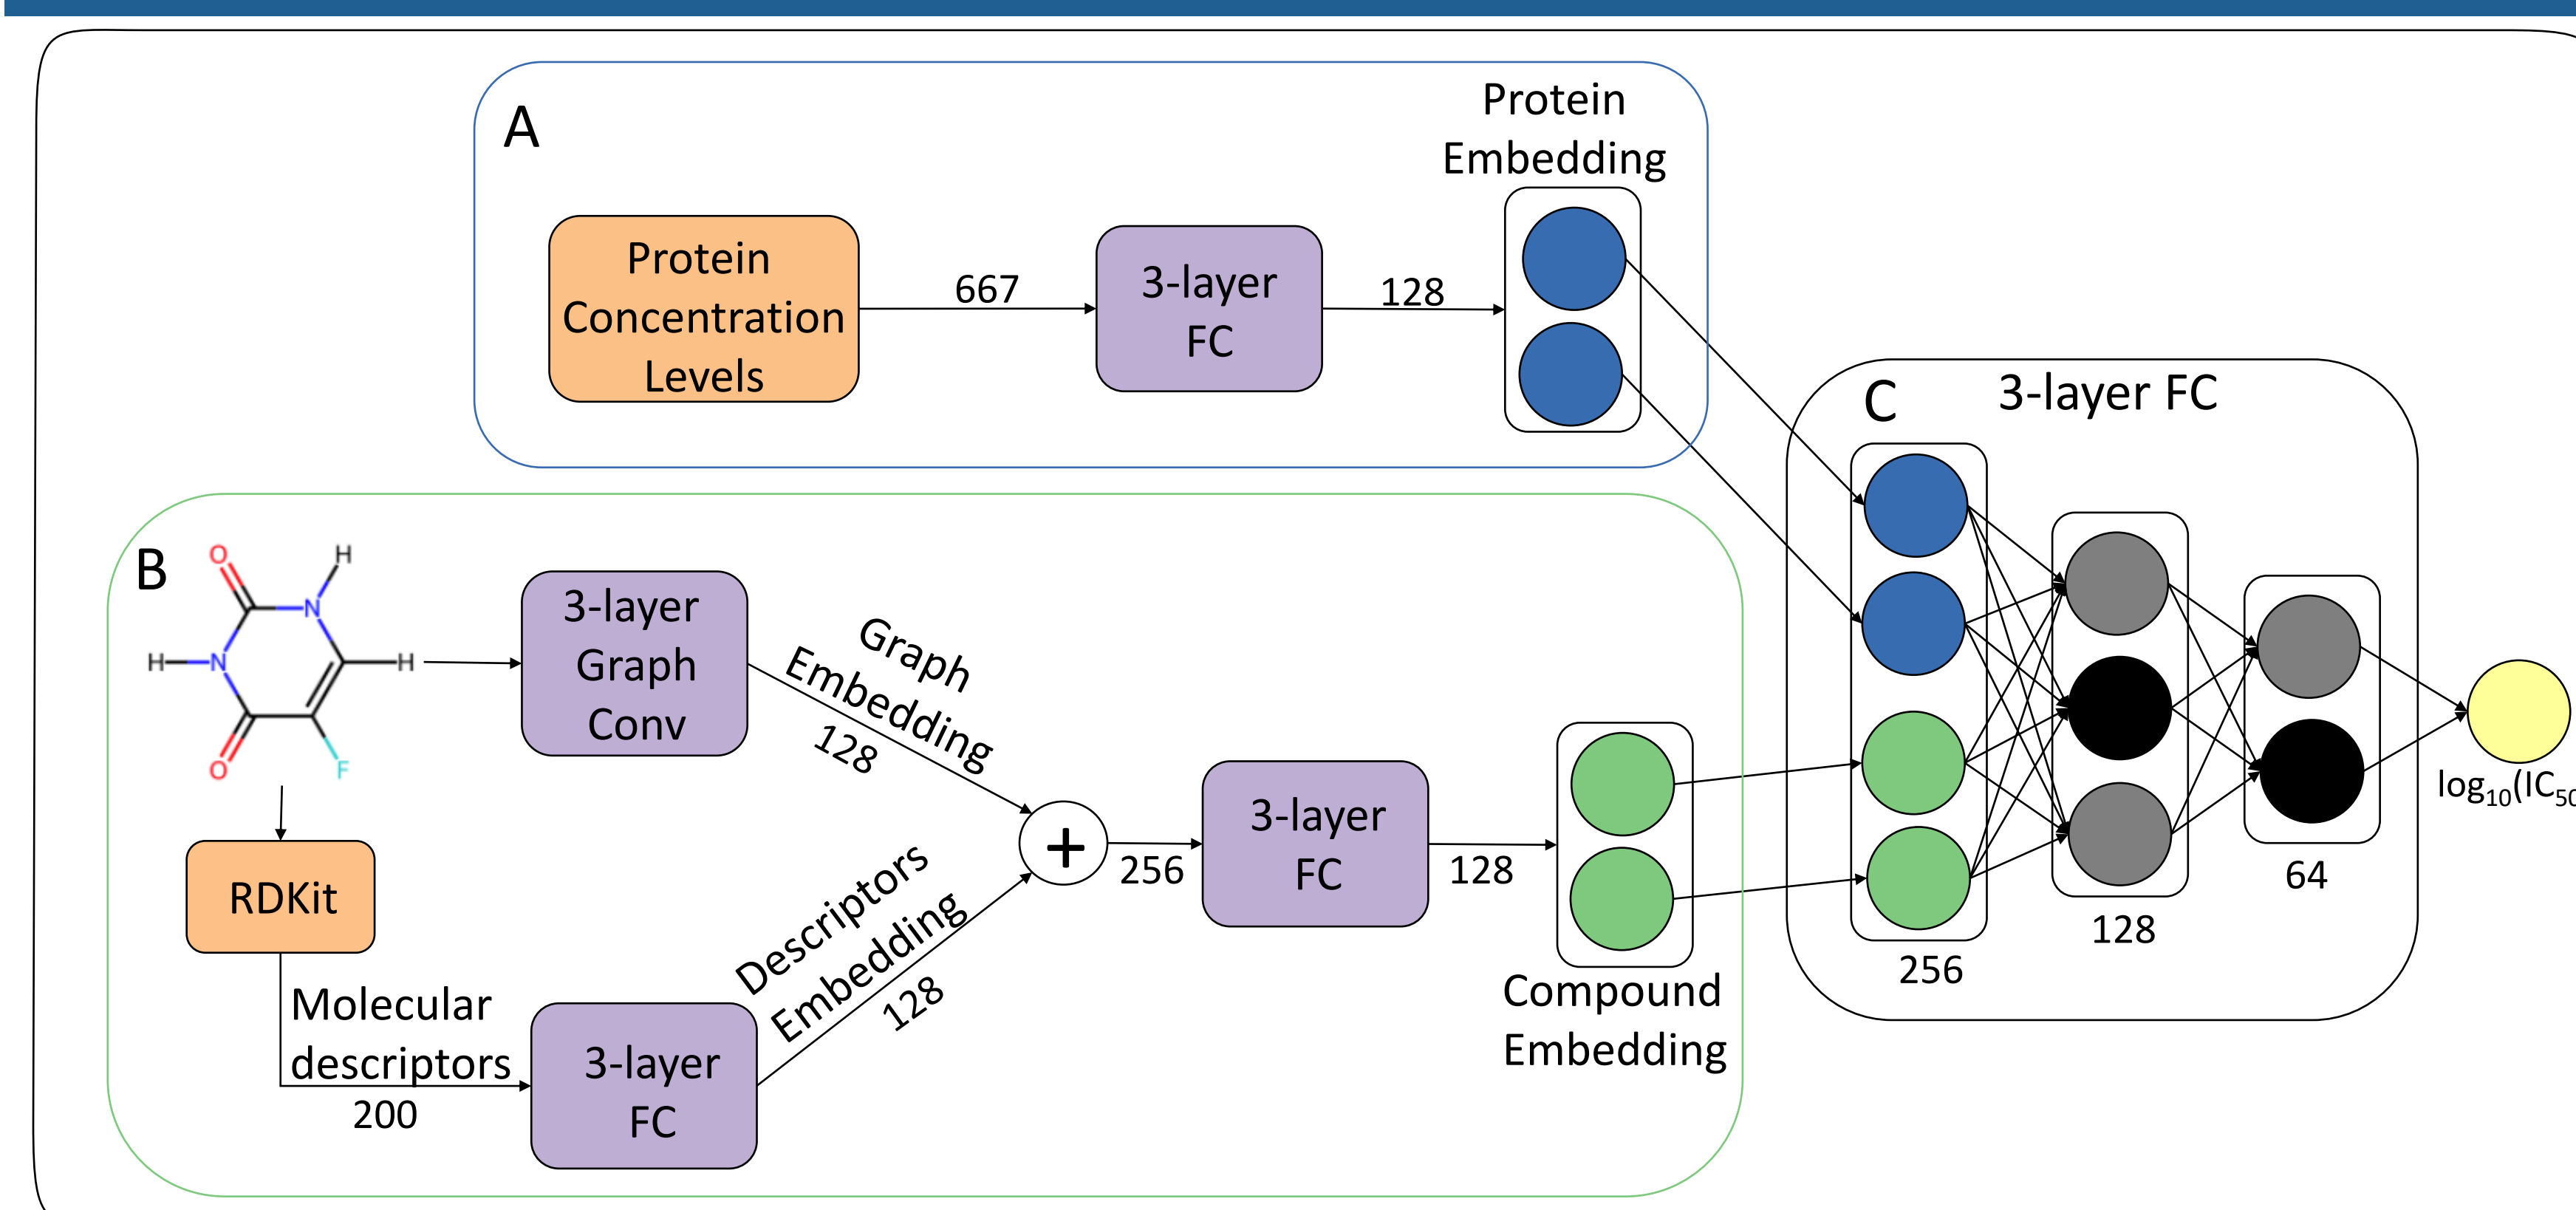 A
Protein
Embedding
Protein
Concentration
Levels
667
3-layer
FC
128
B
O
H
N
H
N
H
O
F
3-layer
Graph
Conv
Graph
Embedding
128
RDKit
Molecular
descriptors
200
3-layer
FC
Descriptors
Embedding
128
+
256
3-layer
FC
128
Compound
Embedding
C
3-layer FC
256
128
64
log10(IC50